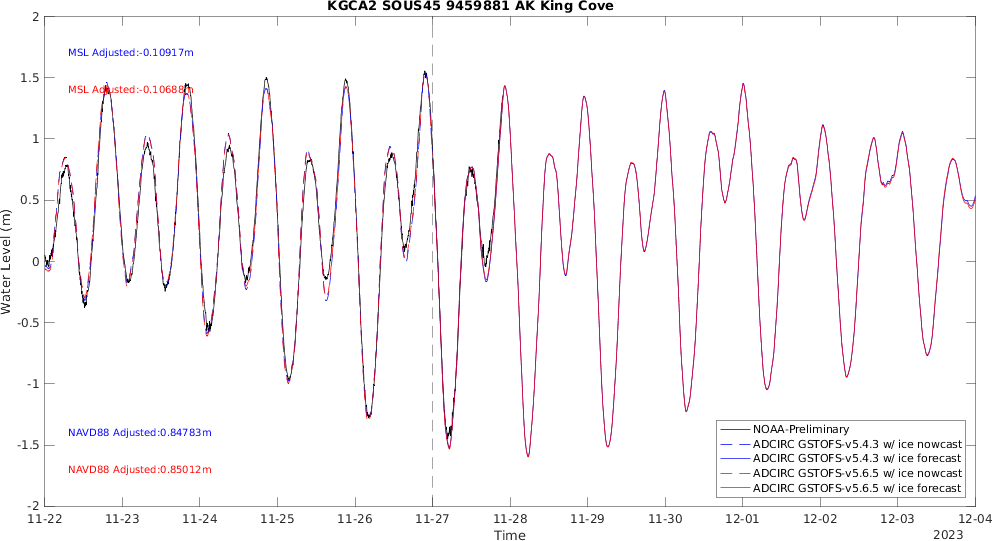 KGCA2 SOUS45 9459881 AK King Cove
2
1.5
1
0.5
0
-0.5
-1
-1.5
-2
Water Level (m)
MSL Adjusted:-0.10917m
MSL Adjusted:-0.10688m
NAVD88 Adjusted:0.84783m
NAVD88 Adjusted:0.85012m
NOAA-Preliminary
ADCIRC GSTOFS-v5.4.3 w/ ice nowcast
ADCIRC GSTOFS-v5.4.3 w/ ice forecast
ADCIRC GSTOFS-v5.6.5 w/ ice nowcast
ADCIRC GSTOFS-v5.6.5 w/ ice forecast
11-22 11-23 11-24 11-25 11-26 11-27 11-28 11-29 11-30 12-01 12-02 12-03 12-04
Time
2023